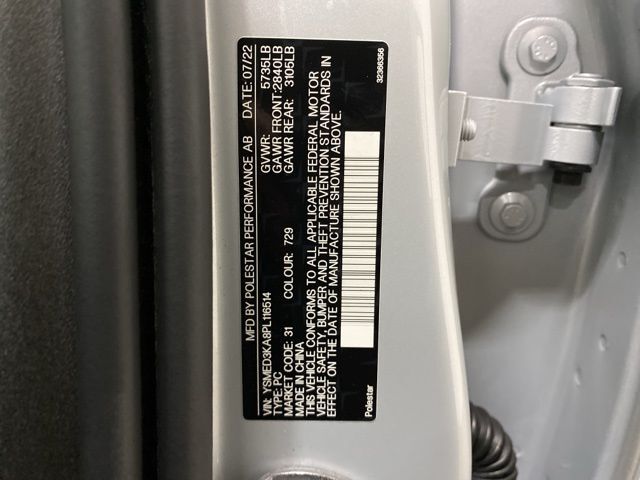 MFD BY POLESTAR PERFORMANCE AB DATE: 07/22
VIN: YSMED3KA8PL116514 GVWR: 5735LB
TYPE: PC GAWR FRONT: 2840LB
MARKET CODE: 31 COLOUR: 729 GAWR REAR: 3105LB
MADE IN CHINA
THIS VEHICLE CONFORMS TO ALL APPLICABLE FEDERAL MOTOR
VEHICLE SAFETY, BUMPER AND THEFT PREVENTION STANDARDS IN
EFFECT ON THE DATE OF MANUFACTURE SHOWN ABOVE.
Polestar 32366356